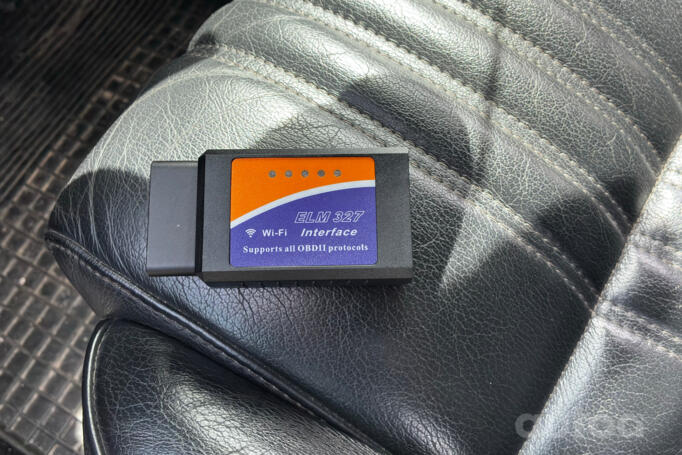 ELM 327
Wi-Fi Interface
Supports all OBDII protocols